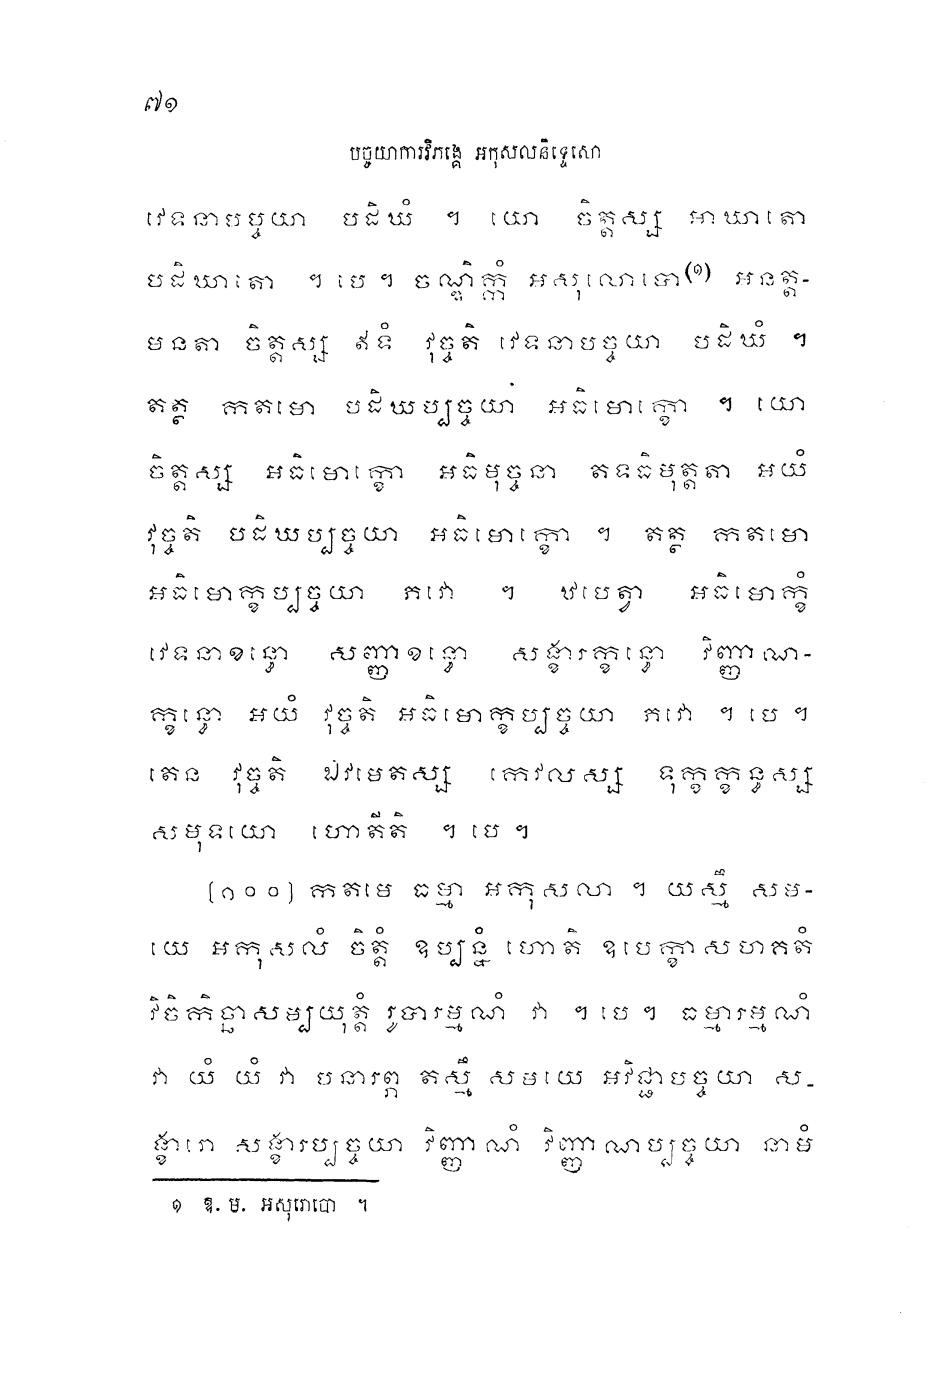 ៧១
បច្ចយាការវិភង្គេ អកុសលនិទ្ទេសោ
វេទនាបច្ចយា បដិឃំ ។ យោ ចិត្តស្ស អាឃាតោ
បដិឃាតោ ។ បេ ។ ចណ្ឌិក្កំ អសុលោបោ(១) អនត្ត-
មនតា ចិត្តស្ស ឥទំ វុច្ចតិ វេទនាបច្ចយា បដិឃំ ។
តត្ថ កតមោ បដិឃប្បច្ចយា អធិមោក្ខោ ។ យោ
ចិត្តស្ស អធិមោក្ខោ អធិមុច្ចនា តទធិមុត្តតា អយំ
វុច្ចតិ បដិឃប្បច្ចយា អធិមោក្ខោ ។ តត្ថ កតមោ
អធិមោក្ខប្បច្ចយា ភវោ ។ ឋបេត្វា អធិមោក្ខំ
វេទនាខន្ធោ សញ្ញាខន្ធោ សង្ខារក្ខន្ធោ វិញ្ញាណ-
ក្ខន្ធោ អយំ វុច្ចតិ អធិមោក្ខប្បច្ចយា ភវោ ។ បេ ។
តេន វុច្ចតិ ឯវមេតស្ស កេវលស្ស ទុក្ខក្ខន្ធស្ស
សមុទយោ ហោតីតិ ។ បេ ។
(១០០) កតមេ ធម្មា អកុសលា ។ យស្មឹ សម-
យេ អកុសលំ ចិត្តំ ឧប្បន្នំ ហោតិ ឧបេក្ខាសហគតំ
វិចិកិច្ឆាសម្បយុត្តំ រូបារម្មណំ វា ។ បេ ។ ធម្មារម្មណំ
វា យំ យំ វា បនារព្ភ តស្មឹ សមយេ អវិជ្ជាបច្ចយា ស-
ង្ខារោ សង្ខារប្បច្ចយា វិញ្ញាណំ វិញ្ញាណប្បច្ចយា នាមំ
១ ឱ. ម. អសុរោបោ ។